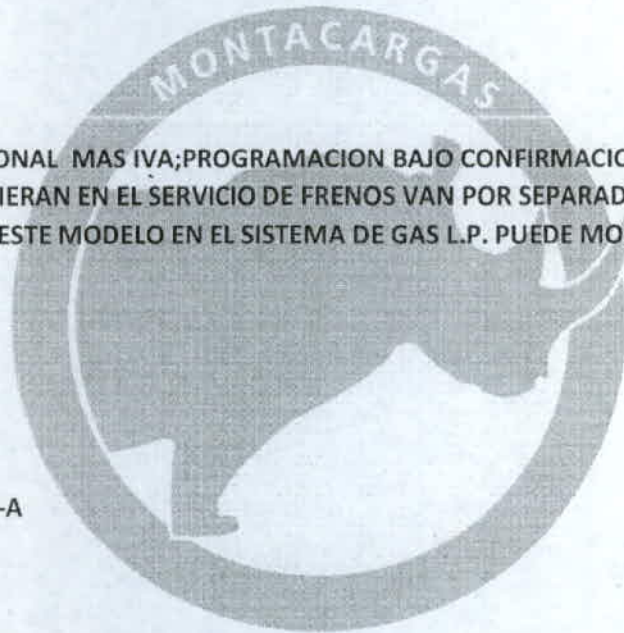 MONTACARGAS
ONAL MAS IVA;PROGRAMACION BAJO CONFIRMACIO
IERAN EN EL SERVICIO DE FRENOS VAN POR SEPARAD
ESTE MODELO EN EL SISTEMA DE GAS L.P. PUEDE MO
-A